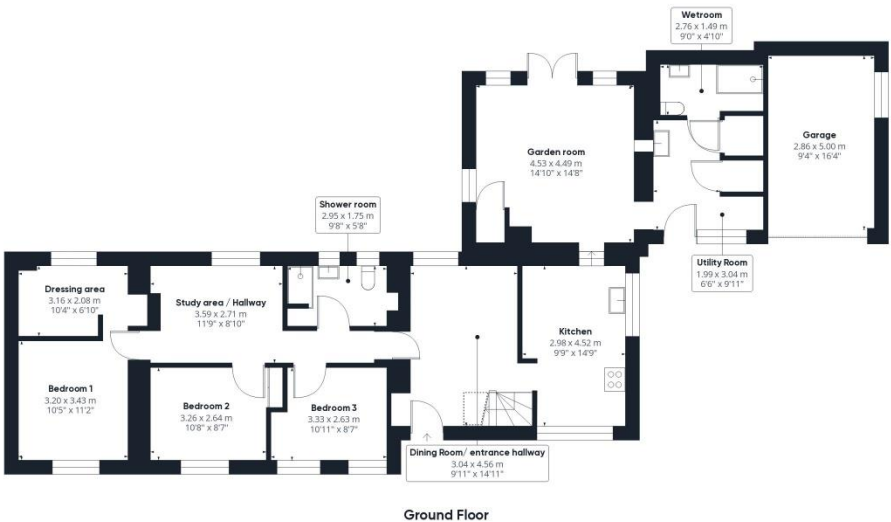 Wetroom
2.76 x 1.49 m
9'0" x 4'10"
Garage
2.86 x 5.00 m
9'4" x 16'4"
Garden room
4.53 x 4.49 m
14'10" x 14'8"
Shower room
2.95 x 1.75 m
9'8" x 5'8"
Utility Room
1.99 x 3.04 m
6'6" x 9'11"
Dressing area
3.16 x 2.08 m
10'4" x 6'10"
Study area / Hallway
3.59 x 2.71 m
11'9" x 8'10"
Kitchen
2.98 x 4.52 m
9'9" x 14'9"
Bedroom 1
3.20 x 3.43 m
10'5" x 11'2"
Bedroom 2
3.26 x 2.64 m
10'8" x 8'7"
Bedroom 3
3.33 x 2.63 m
10'11" x 8'7"
Dining Room/ entrance hallway
3.04 x 4.56 m
9'11" x 14'11"
Ground Floor